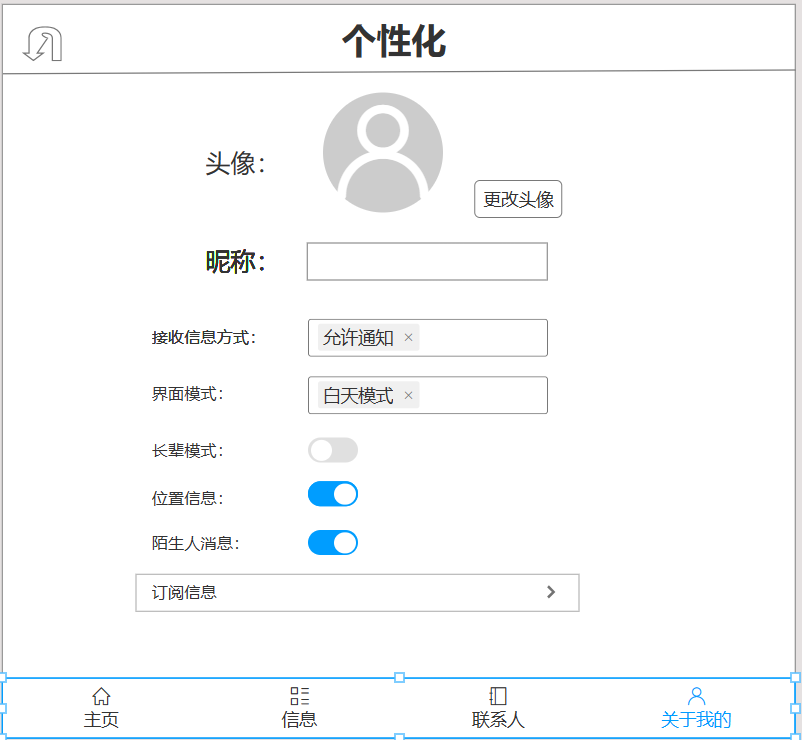 个性化
头像：
更改头像
昵称：
接收信息方式： 允许通知 ×
界面模式： 白天模式 ×
长辈模式：
位置信息：
陌生人消息：
订阅信息
主页 信息 联系人 关于我的